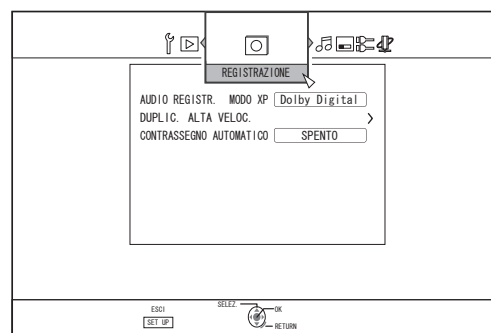 REGISTRAZIONE
AUDIO REGISTR. MODO XP Dolby Digital
DUPLIC. ALTA VELOC.
CONTRASSEGNO AUTOMATICO SPENTO
ESCI SELEZ. OK
SET UP RETURN